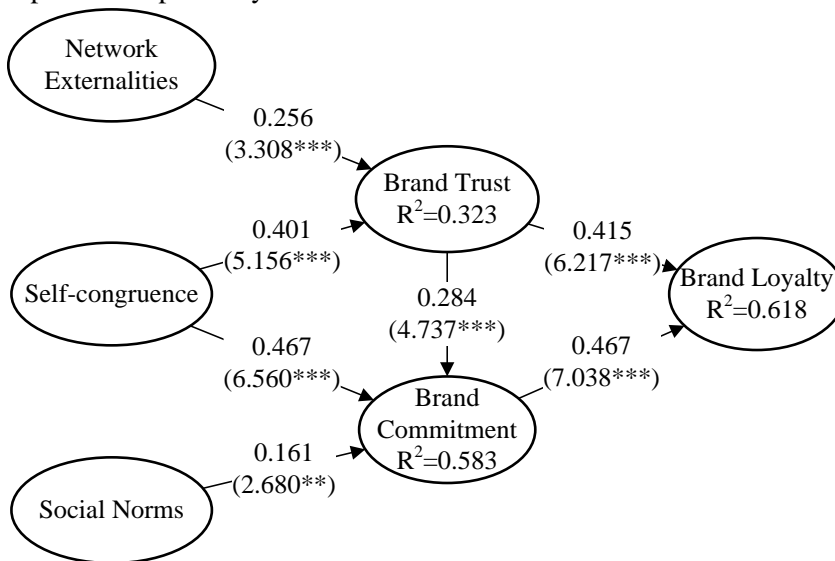 Network
Externalities
0.256
(3.308***)
Brand Trust
R²=0.323
0.401
(5.156***)
0.415
(6.217***)
Self-congruence
0.284
(4.737***)
Brand Loyalty
R²=0.618
0.467
(6.560***)
0.467
(7.038***)
Brand
Commitment
R²=0.583
0.161
(2.680**)
Social Norms